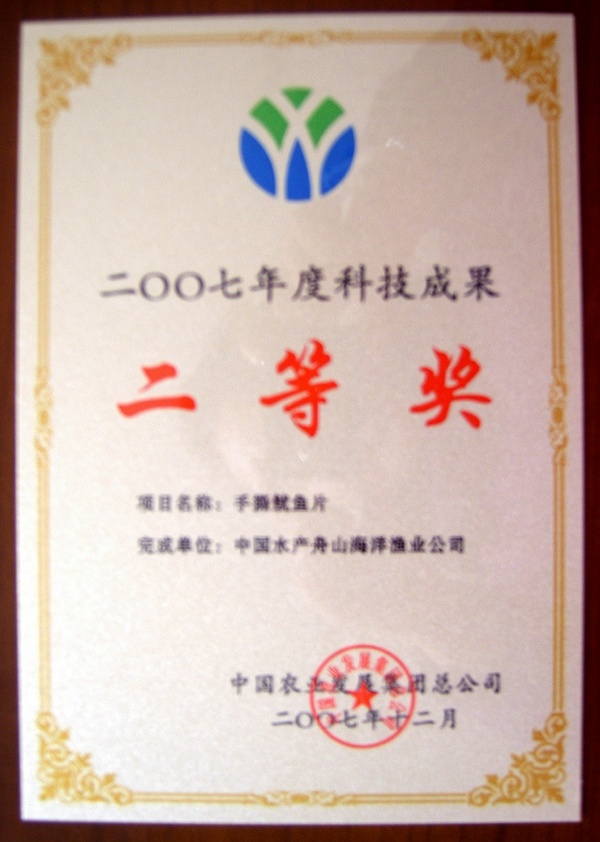 二〇〇七年度科技成果
二等奖
项目名称：手撕鱿鱼片
完成单位：中国水产舟山海洋渔业公司
中国农业发展集团总公司
二〇〇七年十二月